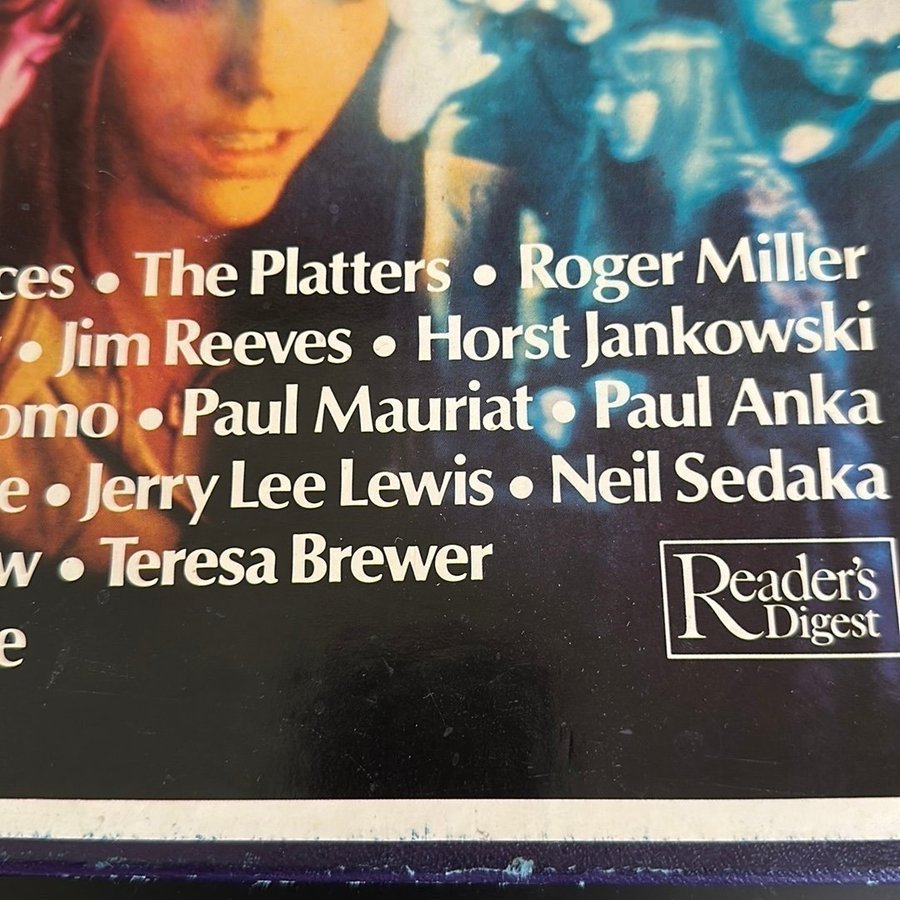 ces • The Platters • Roger Miller
• Jim Reeves • Horst Jankowski
omo • Paul Mauriat • Paul Anka
e • Jerry Lee Lewis • Neil Sedaka
w • Teresa Brewer
e
Reader's
Digest